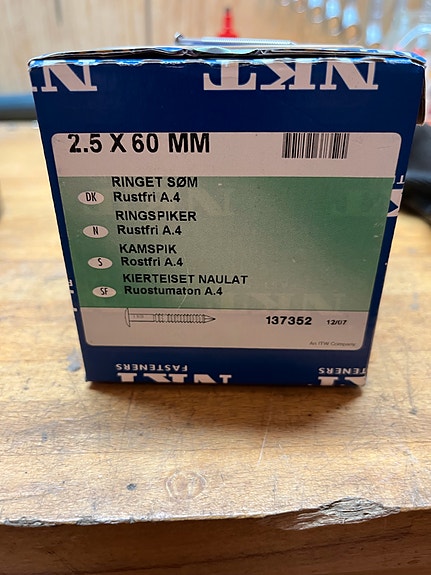 NKT
2.5 X 60 MM
RINGET SØM
DK Rustfri A.4
RINGSPIKER
N Rustfri A.4
KAMSPIK
S Rostfri A.4
KIERTEISET NAULAT
SF Ruostumaton A.4
137352 12/07
An ITW Company
NKT
FASTENERS